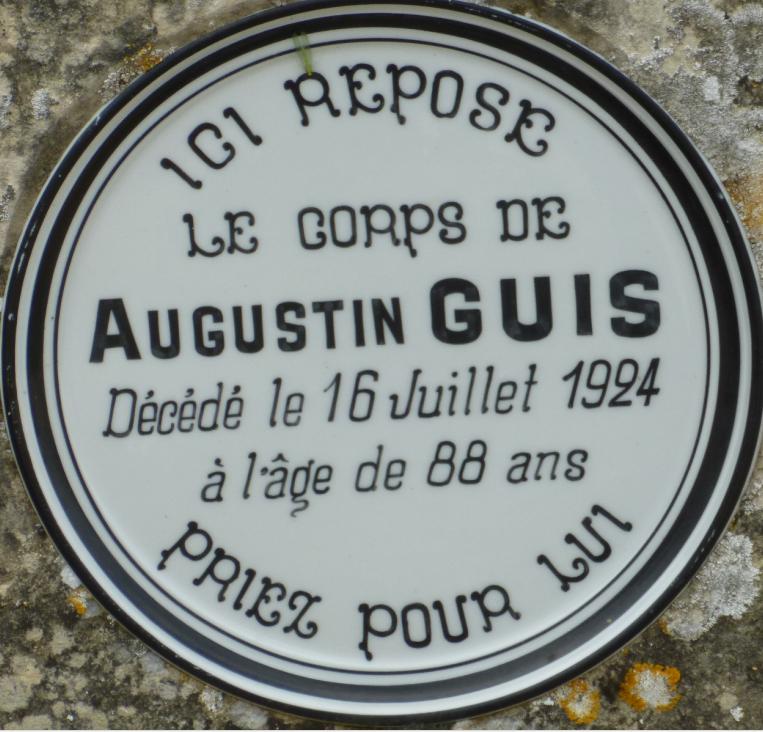 ICI REPOSE
LE CORPS DE
AUGUSTIN GUIS
Décédé le 16 Juillet 1924
à l'âge de 88 ans
PRIEZ POUR LUI